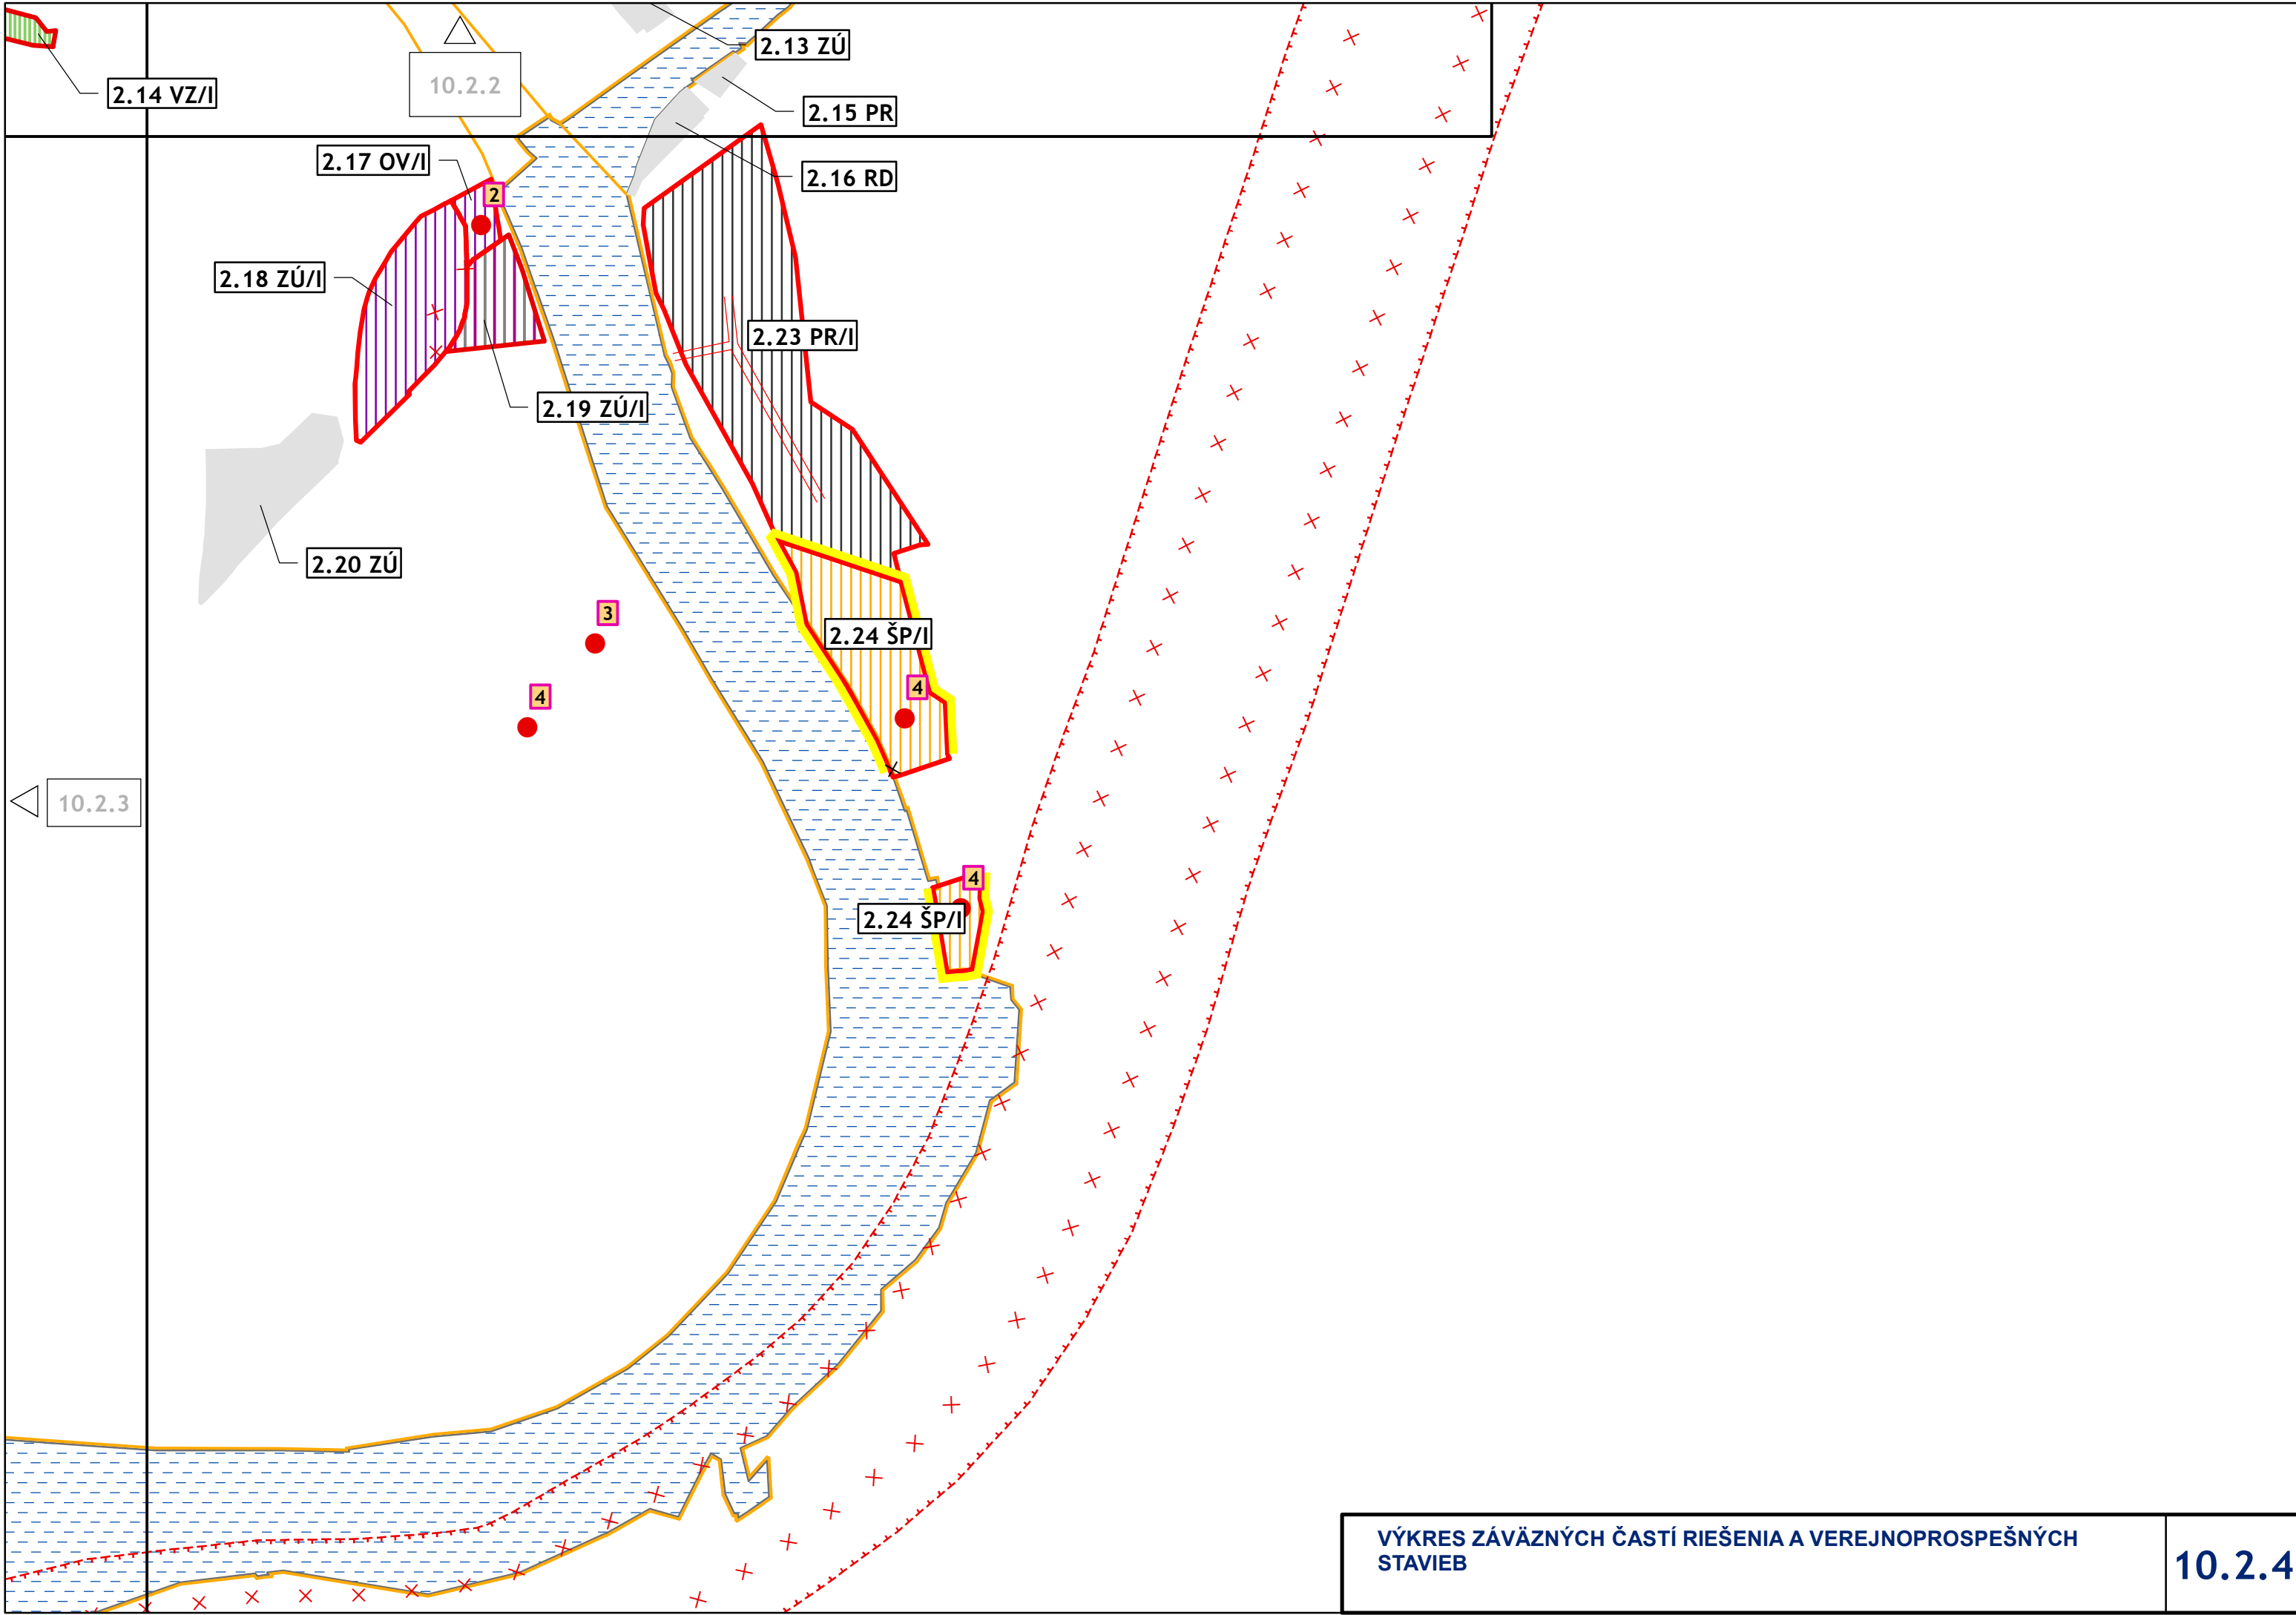 2.13 ZÚ
10.2.2
2.14 VZ/I
2.15 PR
2.17 OV/I
2.16 RD
2
2.18 ZÚ/I
2.23 PR/I
2.19 ZÚ/I
2.20 ZÚ
3
2.24 ŠP/I
4
4
10.2.3
4
2.24 ŠP/I
VÝKRES ZÁVÄZNÝCH ČASTÍ RIEŠENIA A VEREJNOPROSPEŠNÝCH
STAVIEB
10.2.4